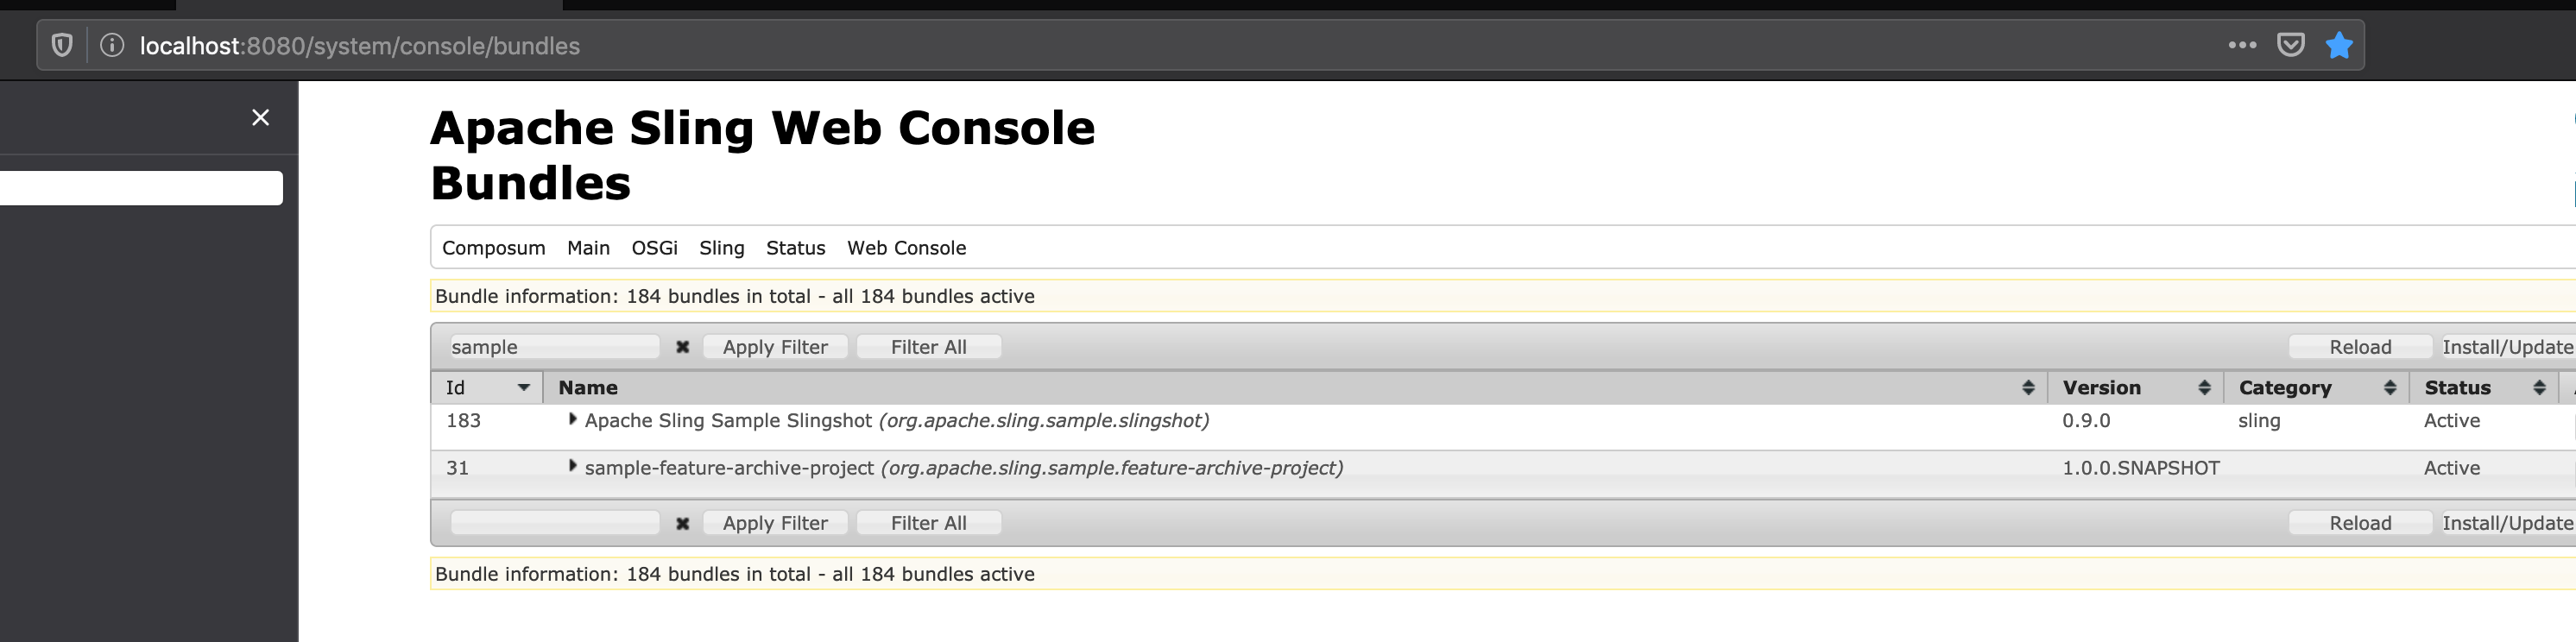 localhost:8080/system/console/bundles
Apache Sling Web Console
Bundles
Composum Main OSGi Sling Status Web Console
Bundle information: 184 bundles in total - all 184 bundles active
sample Apply Filter Filter All Reload Install/Update
Id Name Version Category Status
183 Apache Sling Sample Slingshot (org.apache.sling.sample.slingshot) 0.9.0 sling Active
31 sample-feature-archive-project (org.apache.sling.sample.feature-archive-project) 1.0.0.SNAPSHOT Active
Apply Filter Filter All Reload Install/Update
Bundle information: 184 bundles in total - all 184 bundles active